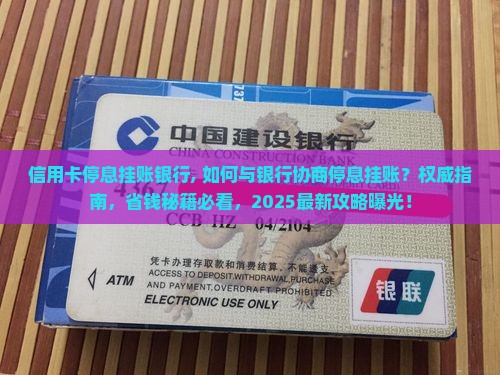 中国建设银行
信用卡停息挂账银行, 如何与银行协商停息挂账？权威指
南，省钱秘籍必看，2025最新攻略曝光！
4367
CCB HZ 04/2104
凭卡办理存取款和消费结算，不能透支。
ACCESS TO DEPOSIT,WITHDRAWAL,PURCHASE
AND PAYMENT.OVERDRAFT PROHIBITED.
ATM
ELECTRONIC USE ONLY
银联